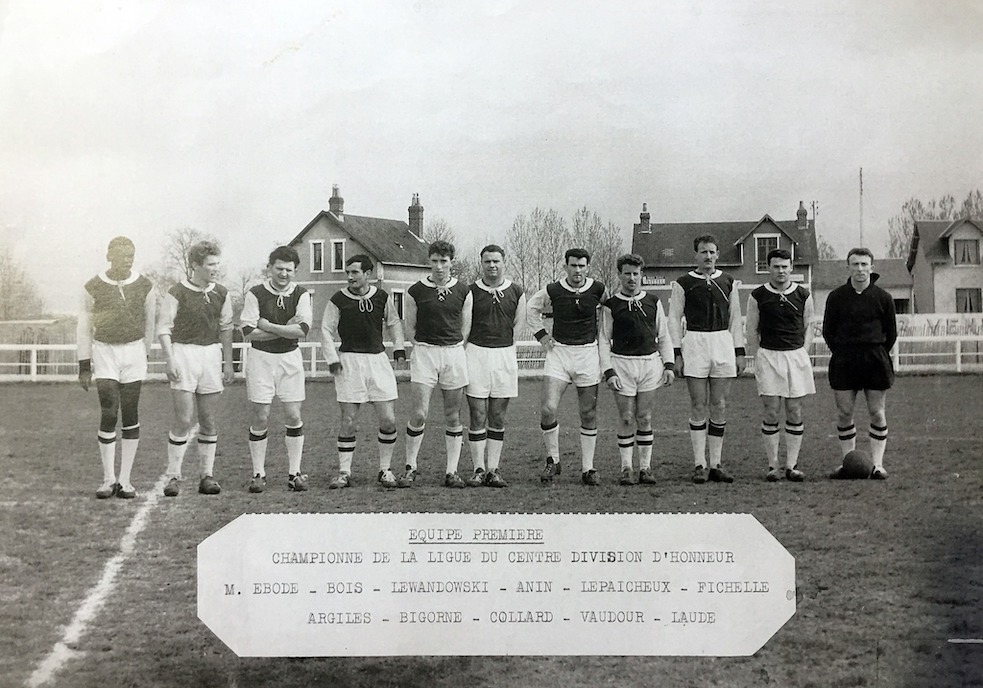 EQUIPE PREMIERE
CHAMPIONNE DE LA LIGUE DU CENTRE DIVISION D'HONNEUR
M. EBODE - BOIS - LEWANDOWSKI - ANIN - LEPAICHEUX - FICHELLE
ARGILES - BIGORNE - COLLARD - VAUDOUR - LAUDE